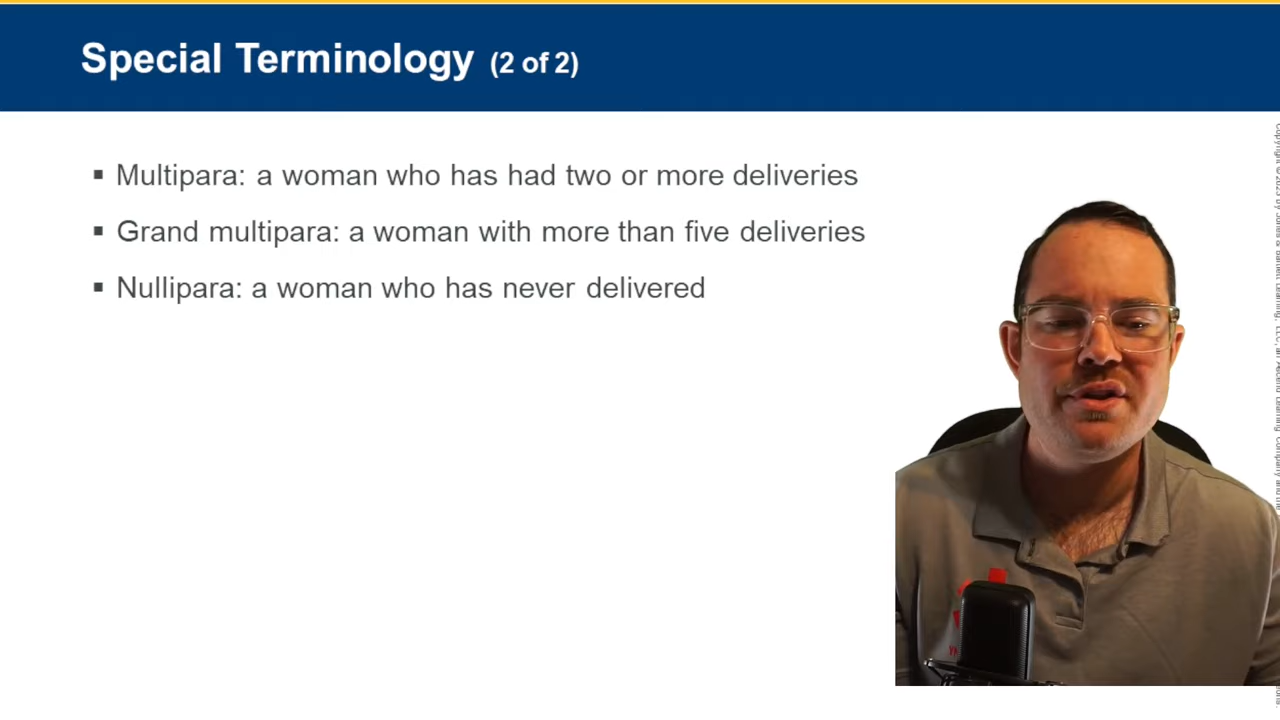 Special Terminology (2 of 2)
▪ Multipara: a woman who has had two or more deliveries
▪ Grand multipara: a woman with more than five deliveries
▪ Nullipara: a woman who has never delivered